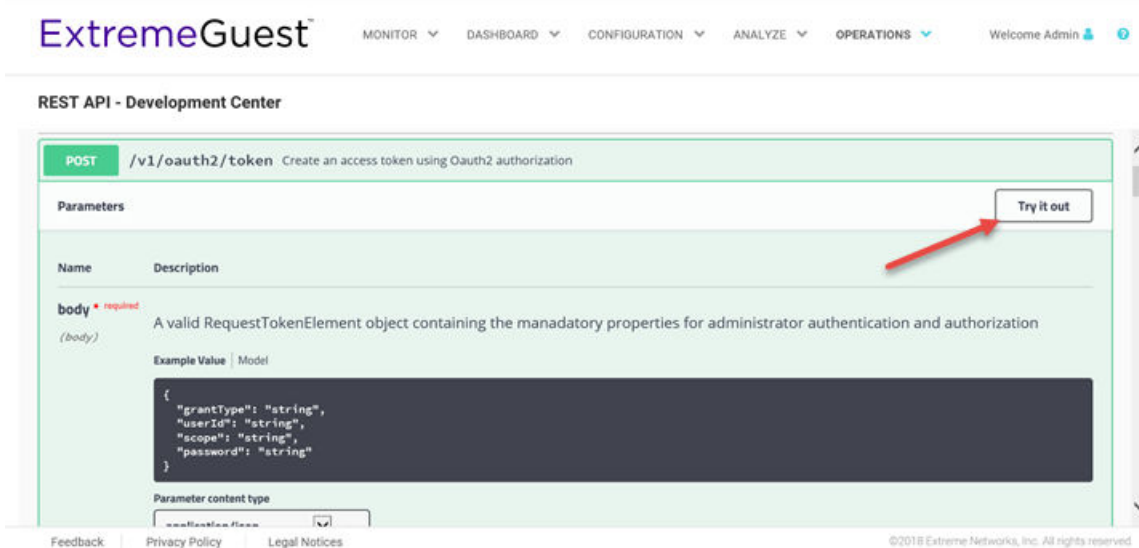 ExtremeGuest™ MONITOR DASHBOARD CONFIGURATION ANALYZE OPERATIONS Welcome Admin ?
REST API - Development Center
POST /v1/oauth2/token Create an access token using Oauth2 authorization
Parameters Try it out
Name Description
body * required
(body)
A valid RequestTokenElement object containing the manadatory properties for administrator authentication and authorization
Example Value | Model
{
"grantType": "string",
"userId": "string",
"scope": "string",
"password": "string"
}
Parameter content type
application/json
Feedback Privacy Policy Legal Notices ©2018 Extreme Networks, Inc. All rights reserved